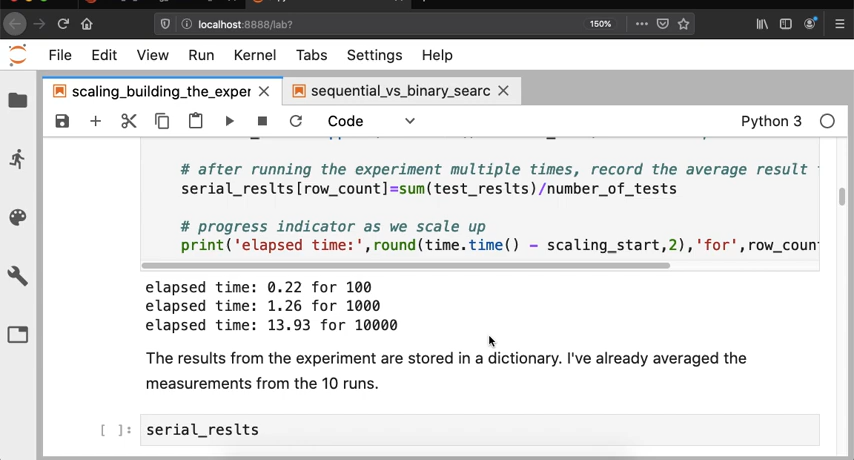 localhost:8888/lab?
150%
File Edit View Run Kernel Tabs Settings Help
scaling_building_the_exper
sequential_vs_binary_searc
Code
Python 3
# after running the experiment multiple times, record the average result
serial_reslts[row_count]=sum(test_reslts)/number_of_tests
# progress indicator as we scale up
print('elapsed time:',round(time.time() - scaling_start,2),'for',row_coun
elapsed time: 0.22 for 100
elapsed time: 1.26 for 1000
elapsed time: 13.93 for 10000
The results from the experiment are stored in a dictionary. I've already averaged the
measurements from the 10 runs.
[ ]: serial_reslts